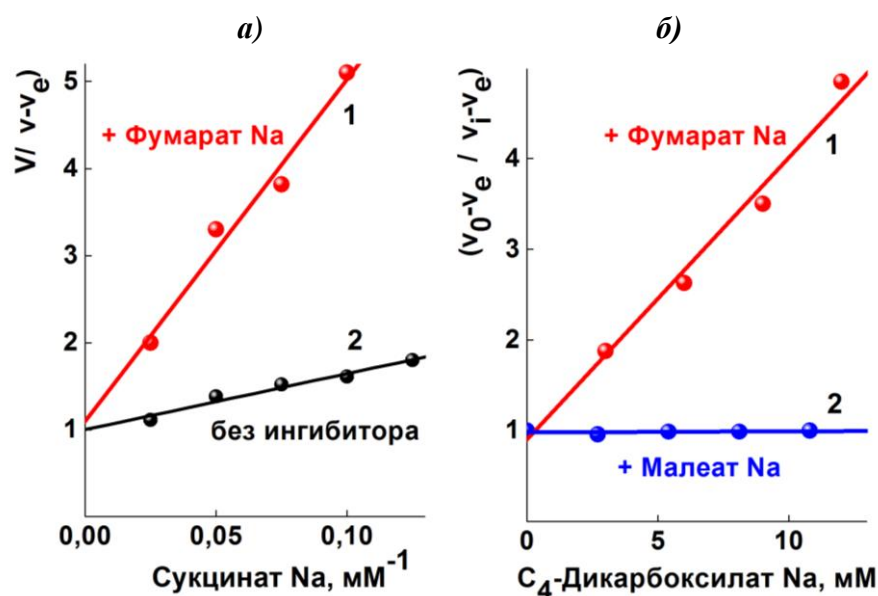 а)
V/ v-vₑ
5
4
3
2
1
+ Фумарат Na
1
2
без ингибитора
0,00 0,05 0,10
Сукцинат Na, мМ⁻¹
б)
(v₀-vₑ / vᵢ-vₑ)
4
3
2
1
+ Фумарат Na
1
2
+ Малеат Na
0 5 10
C₄-Дикарбоксилат Na, мМ